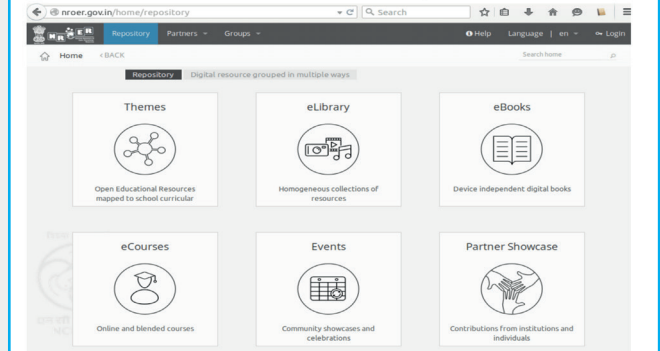 nroer.gov.in/home/repository
Search
NROER
Repository
Partners
Groups
Help
Language | en
Login
Home
<BACK
Search home
Repository
Digital resource grouped in multiple ways
Themes
Open Educational Resources
mapped to school curricular
eLibrary
Homogeneous collections of
resources
eBooks
Device independent digital books
eCourses
Online and blended courses
Events
Community showcases and
celebrations
Partner Showcase
Contributions from institutions and
individuals